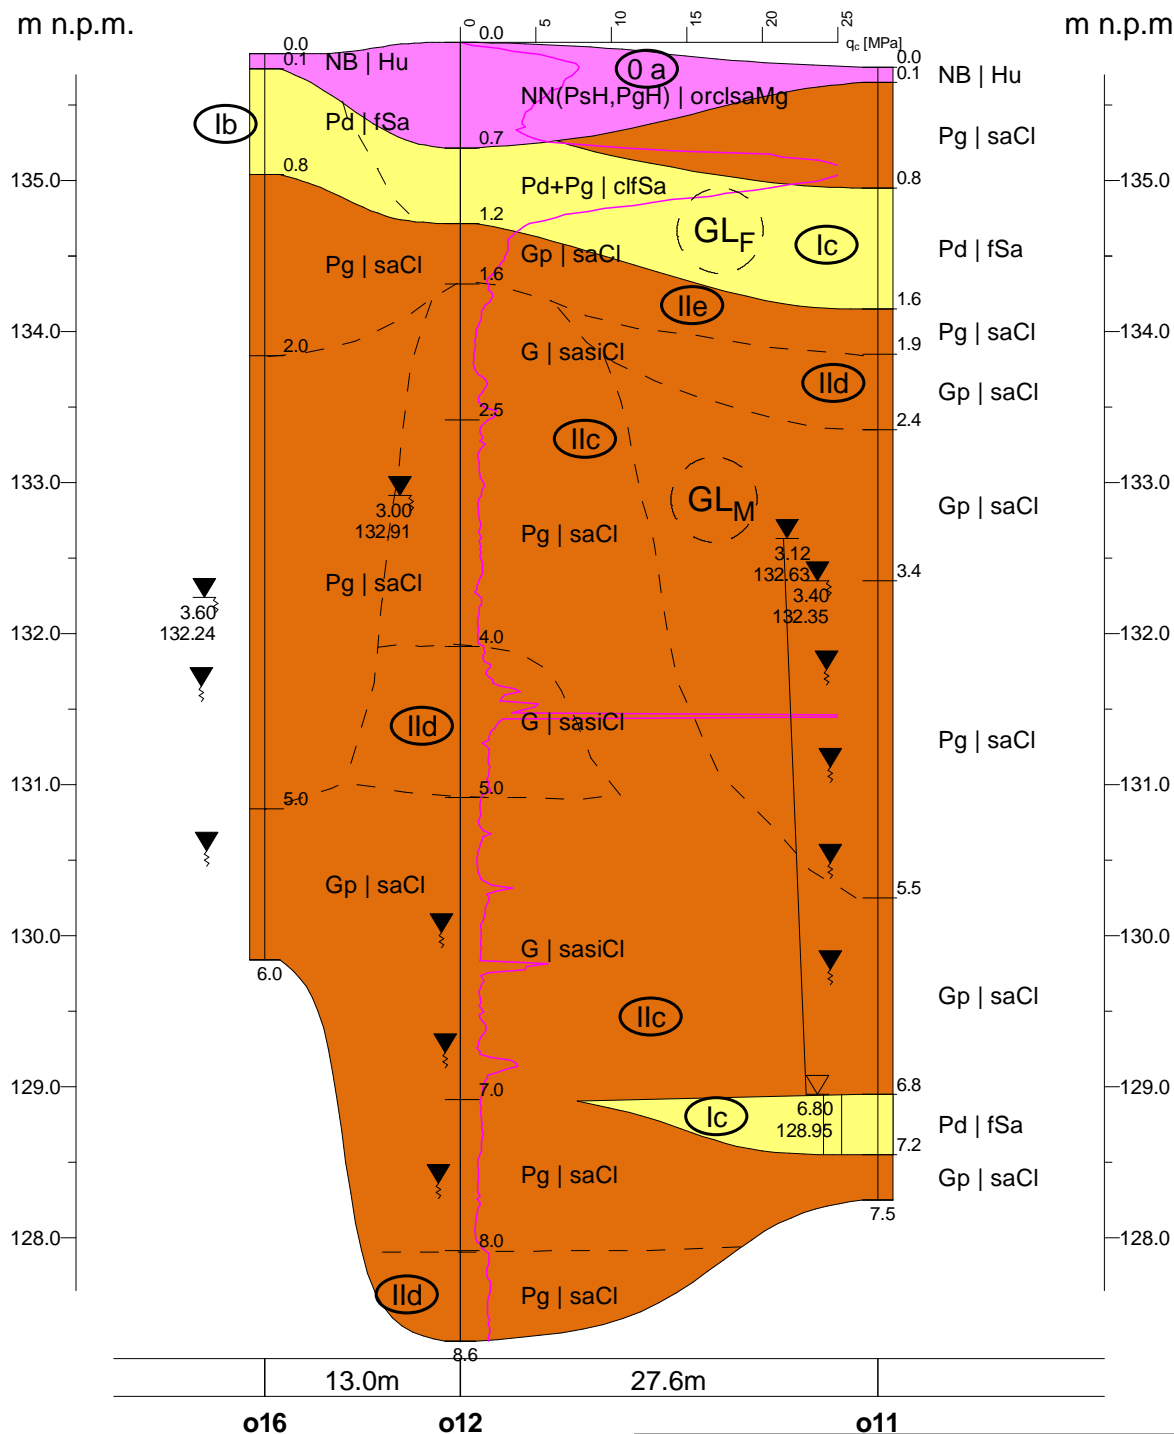 m n.p.m.
m n.p.m
0 5 10 15 20 25
qc [MPa]
0.0
0.0
0.0
0.1
0.1
NB | Hu
0 a
NB | Hu
NN(PsH,PgH) | orclsaMg
Ib
Pd | fSa
Pg | saCl
0.7
0.8
0.8
135.0
135.0
Pd+Pg | clfSa
1.2
GLF
Ic
Pd | fSa
Gp | saCl
Pg | saCl
1.6
IIe
1.6
134.0
134.0
Pg | saCl
2.0
G | sasiCl
1.9
IId
Gp | saCl
2.5
2.4
IIc
133.0
133.0
GLM
3.00
132.91
Gp | saCl
Pg | saCl
3.12
132.63
3.4
3.40
132.35
Pg | saCl
3.60
132.24
132.0
132.0
4.0
IId
G | sasiCl
Pg | saCl
131.0
131.0
5.0
5.0
Gp | saCl
5.5
130.0
130.0
G | sasiCl
6.0
Gp | saCl
IIc
129.0
129.0
7.0
6.8
Ic
6.80
128.95
Pd | fSa
7.2
Pg | saCl
Gp | saCl
7.5
128.0
128.0
8.0
IId
Pg | saCl
8.6
13.0m
27.6m
o16
o12
o11